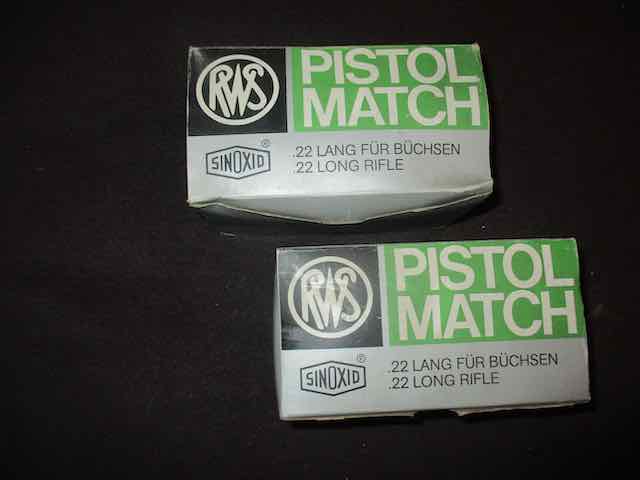 RWS
PISTOL
MATCH
SINOXID®
.22 LANG FÜR BÜCHSEN
.22 LONG RIFLE
RWS
PISTOL
MATCH
SINOXID®
.22 LANG FÜR BÜCHSEN
.22 LONG RIFLE